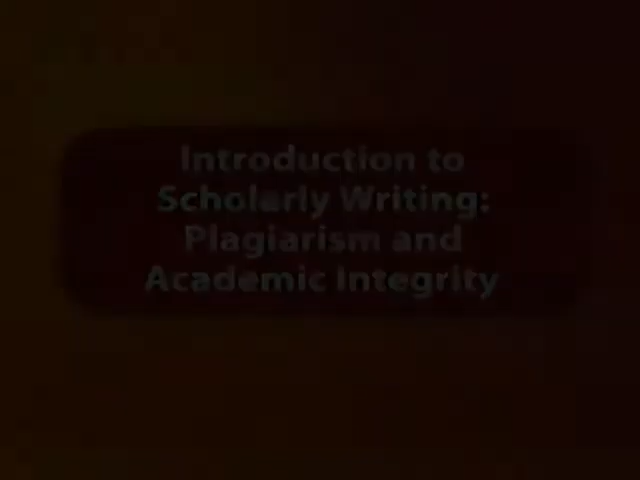 Introduction to
Scholarly Writing:
Plagiarism and
Academic Integrity